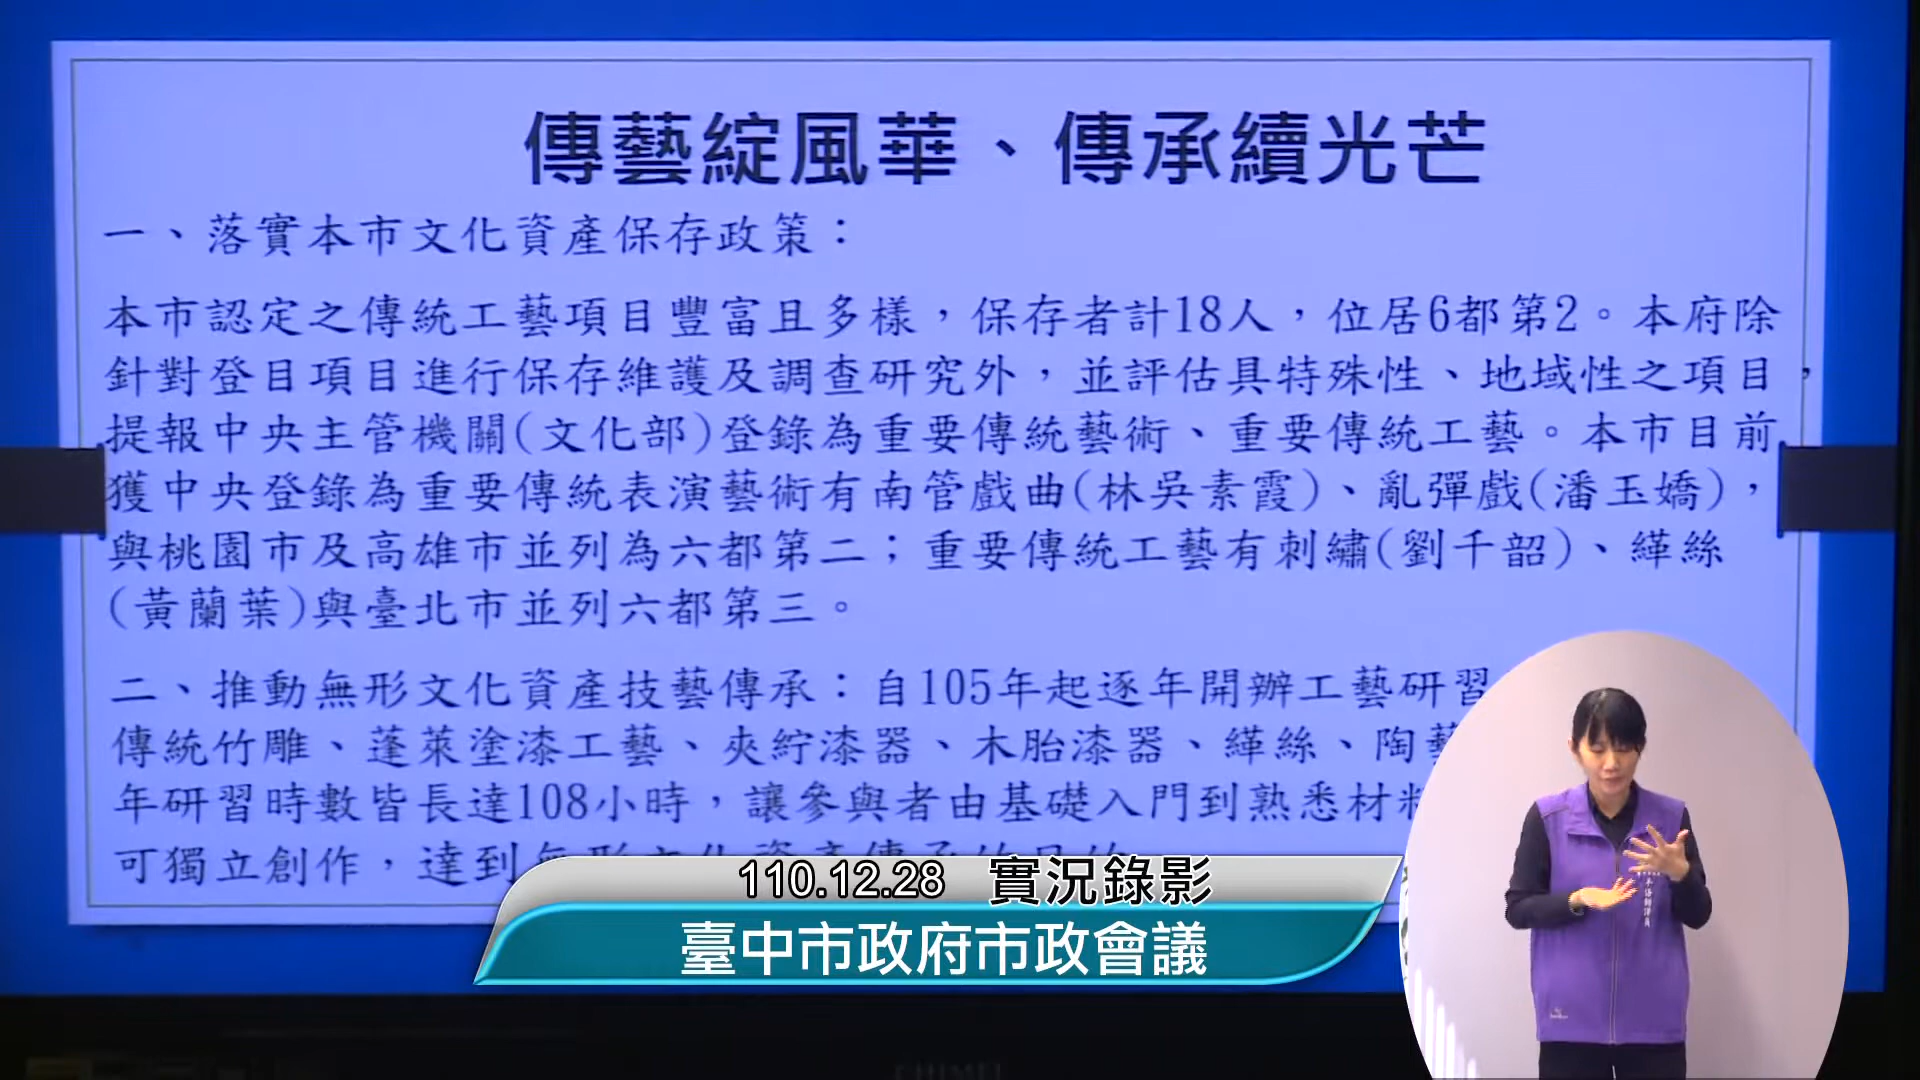 傳藝綻風華、傳承續光芒
一、落實本市文化資產保存政策：
本市認定之傳統工藝項目豐富且多樣，保存者計18人，位居6都第2。本府除
針對登目項目進行保存維護及調查研究外，並評估具特殊性、地域性之項目，
提報中央主管機關(文化部)登錄為重要傳統藝術、重要傳統工藝。本市目前
獲中央登錄為重要傳統表演藝術有南管戲曲(林吳素霞)、亂彈戲(潘玉嬌)，
與桃園市及高雄市並列為六都第二；重要傳統工藝有刺繡(劉千韶)、緙絲
(黃蘭葉)與臺北市並列六都第三。
二、推動無形文化資產技藝傳承：自105年起逐年開辦工藝研習
傳統竹雕、蓬萊塗漆工藝、夾紵漆器、木胎漆器、緙絲、陶藝
年研習時數皆長達108小時，讓參與者由基礎入門到熟悉材料
可獨立創作，達到無形文化資產傳承的目的
110.12.28 實況錄影
臺中市政府市政會議
CHIMEI